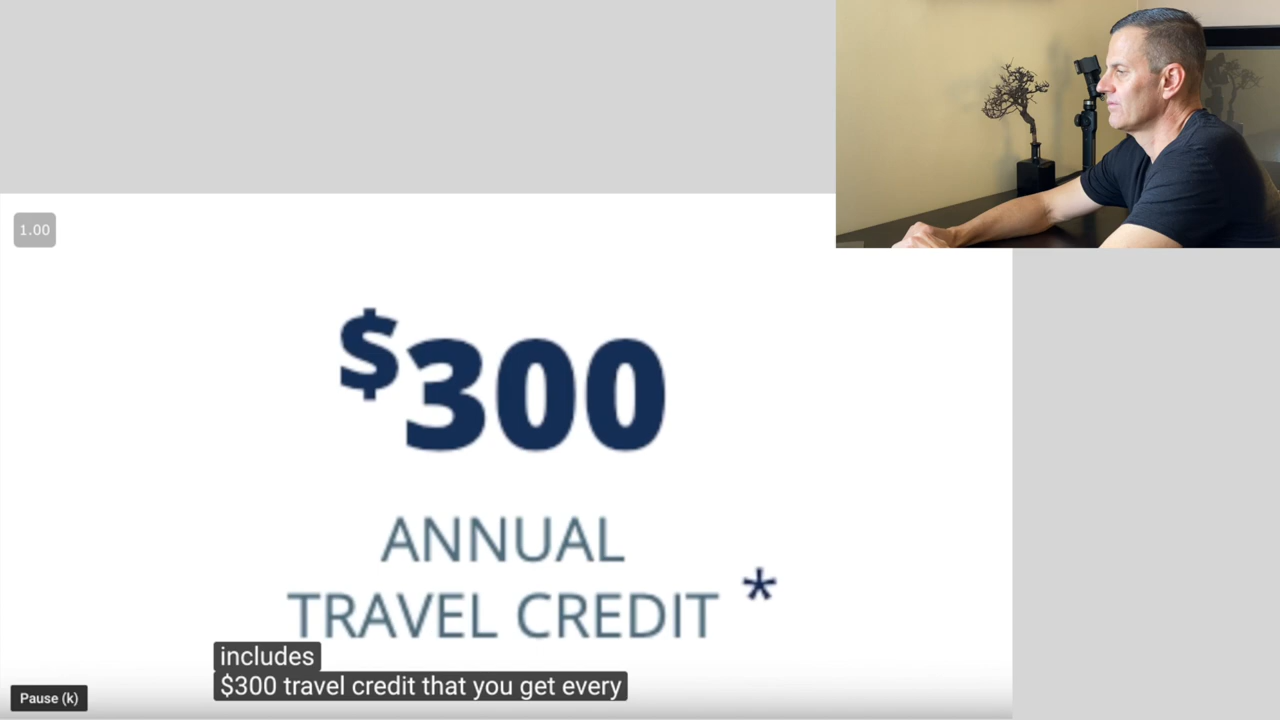 1.00
$300
ANNUAL
TRAVEL CREDIT *
includes
$300 travel credit that you get every
Pause (k)